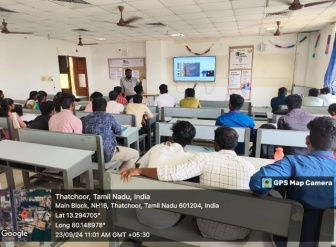 GPS Map Camera
Thatchoor, Tamil Nadu, India
Main Block, NH16, Thatchoor, Tamil Nadu 601204, India
Lat 13.294705°
Long 80.148978°
23/09/24 11:01 AM GMT +05:30